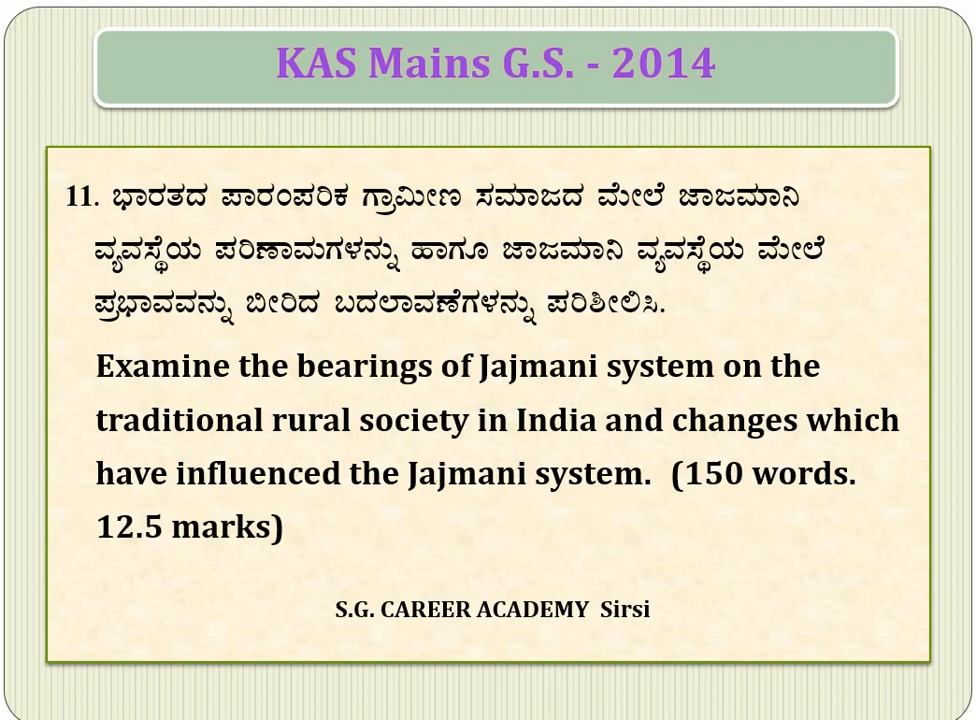 KAS Mains G.S. - 2014
11. ಭಾರತದ ಪಾರಂಪರಿಕ ಗ್ರಾಮೀಣ ಸಮಾಜದ ಮೇಲೆ ಜಾಜಮಾನಿ
ವ್ಯವಸ್ಥೆಯ ಪರಿಣಾಮಗಳನ್ನು ಹಾಗೂ ಜಾಜಮಾನಿ ವ್ಯವಸ್ಥೆಯ ಮೇಲೆ
ಪ್ರಭಾವವನ್ನು ಬೀರಿದ ಬದಲಾವಣೆಗಳನ್ನು ಪರಿಶೀಲಿಸಿ.
Examine the bearings of Jajmani system on the
traditional rural society in India and changes which
have influenced the Jajmani system. (150 words.
12.5 marks)
S.G. CAREER ACADEMY Sirsi